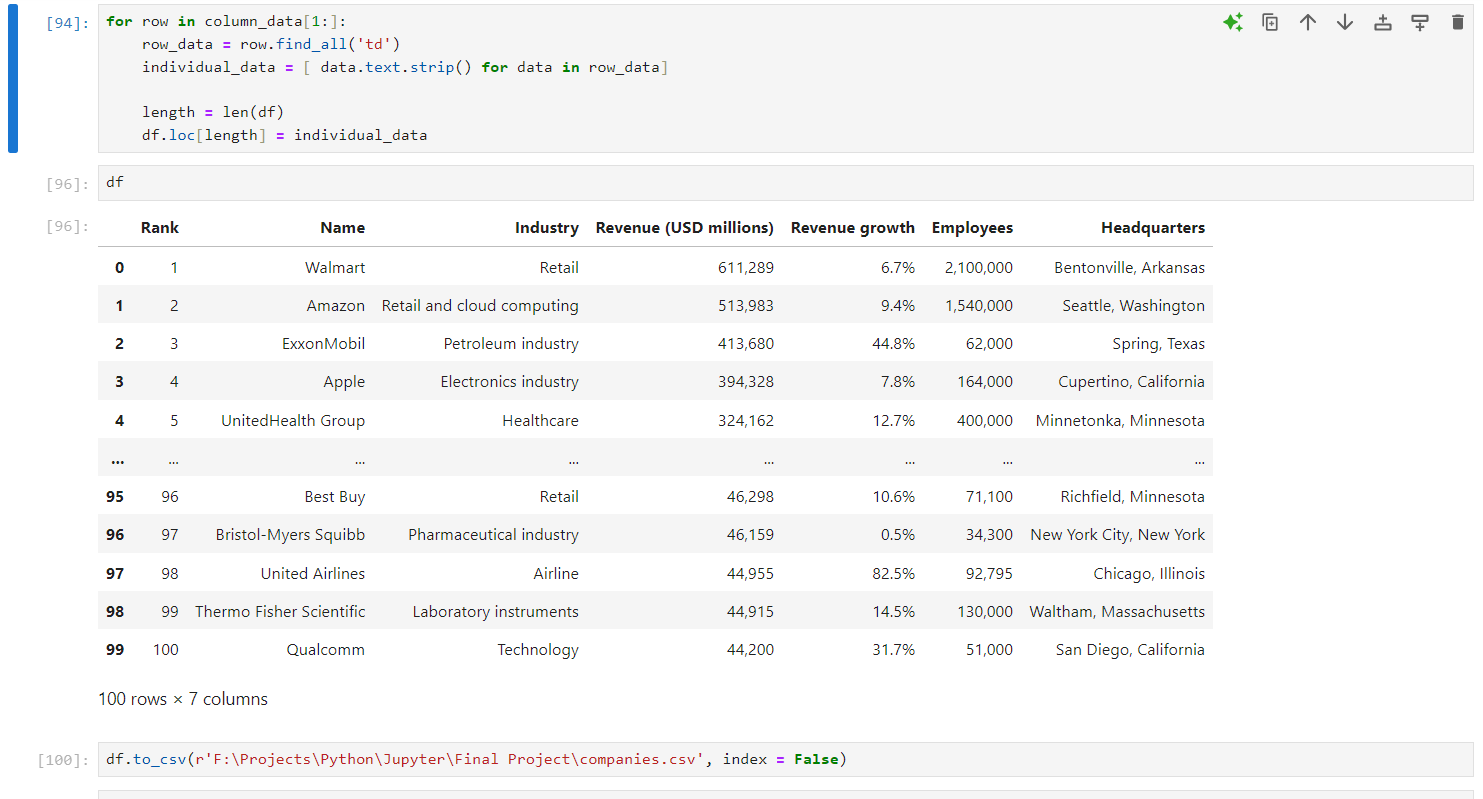 [94]: for row in column_data[1:]:
row_data = row.find_all('td')
individual_data = [ data.text.strip() for data in row_data]
length = len(df)
df.loc[length] = individual_data
[96]: df
[96]:
Rank Name Industry Revenue (USD millions) Revenue growth Employees Headquarters
0 1 Walmart Retail 611,289 6.7% 2,100,000 Bentonville, Arkansas
1 2 Amazon Retail and cloud computing 513,983 9.4% 1,540,000 Seattle, Washington
2 3 ExxonMobil Petroleum industry 413,680 44.8% 62,000 Spring, Texas
3 4 Apple Electronics industry 394,328 7.8% 164,000 Cupertino, California
4 5 UnitedHealth Group Healthcare 324,162 12.7% 400,000 Minnetonka, Minnesota
... ... ... ... ... ... ... ...
95 96 Best Buy Retail 46,298 10.6% 71,100 Richfield, Minnesota
96 97 Bristol-Myers Squibb Pharmaceutical industry 46,159 0.5% 34,300 New York City, New York
97 98 United Airlines Airline 44,955 82.5% 92,795 Chicago, Illinois
98 99 Thermo Fisher Scientific Laboratory instruments 44,915 14.5% 130,000 Waltham, Massachusetts
99 100 Qualcomm Technology 44,200 31.7% 51,000 San Diego, California
100 rows × 7 columns
[100]: df.to_csv(r'F:\Projects\Python\Jupyter\Final Project\companies.csv', index = False)